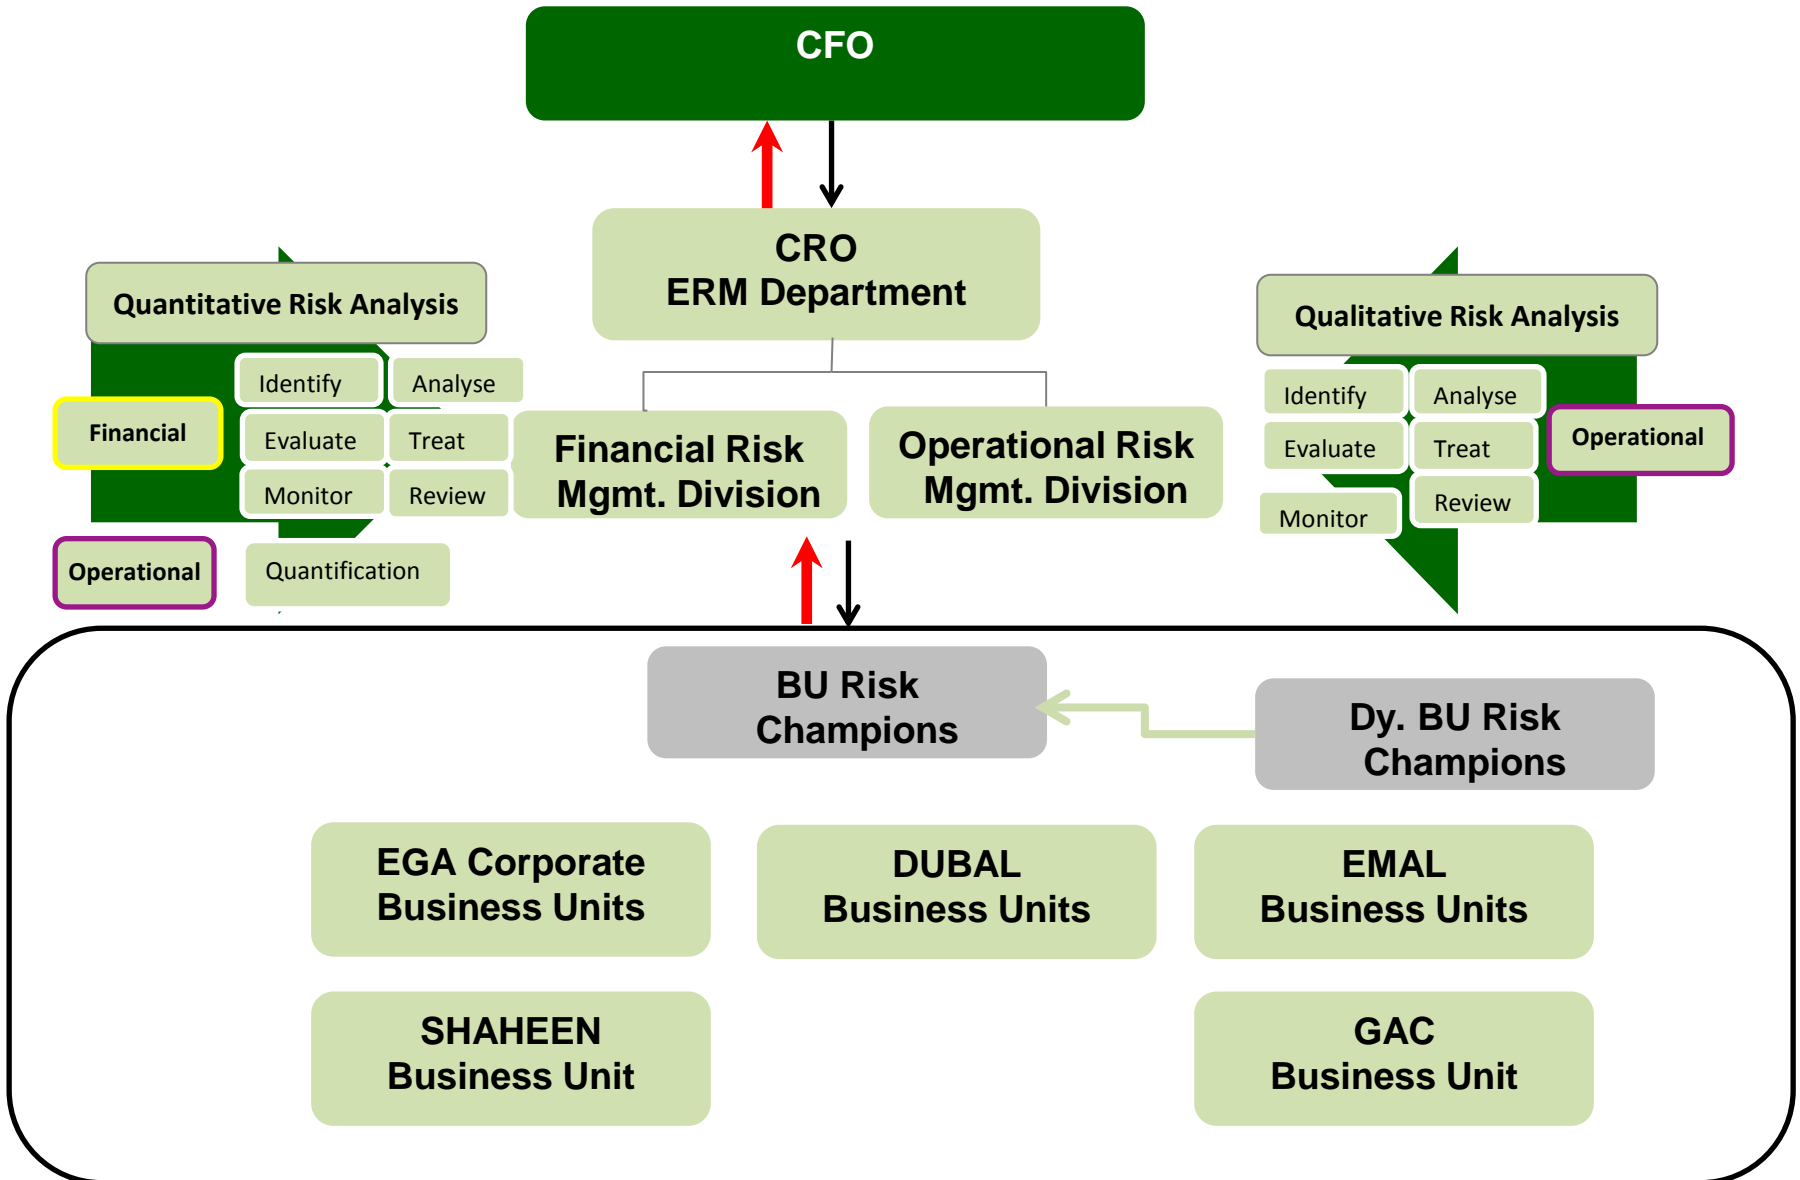 CFO
CRO
ERM Department
Quantitative Risk Analysis
Identify
Analyse
Financial
Evaluate
Treat
Monitor
Review
Operational
Quantification
Financial Risk
Mgmt. Division
Operational Risk
Mgmt. Division
Qualitative Risk Analysis
Identify
Analyse
Evaluate
Treat
Operational
Monitor
Review
BU Risk
Champions
Dy. BU Risk
Champions
EGA Corporate
Business Units
DUBAL
Business Units
EMAL
Business Units
SHAHEEN
Business Unit
GAC
Business Unit